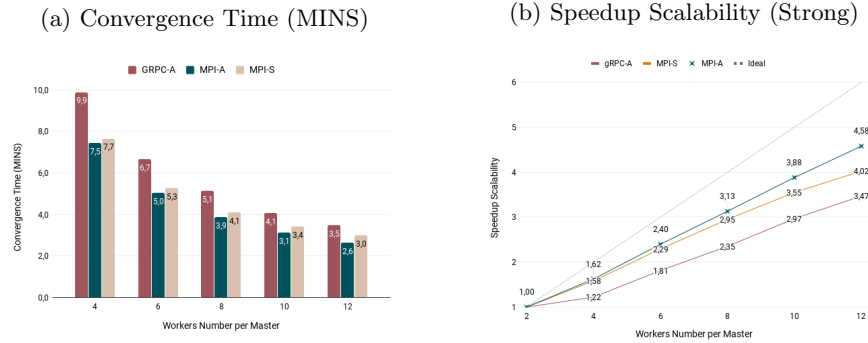 (a) Convergence Time (MINS)
GRPC-A MPI-A MPI-S
Convergence Time (MINS)
10,0
8,0
6,0
4,0
2,0
0,0
9,9 7,5 7,7
6,7 5,0 5,3
5,1 3,9 4,1
4,1 3,1 3,4
3,5 2,6 3,0
4 6 8 10 12
Workers Number per Master
(b) Speedup Scalability (Strong)
gRPC-A MPI-S MPI-A Ideal
Speedup Scalability
6
5
4
3
2
1
1,00
1,62 2,40 3,13 3,88 4,58
1,58 2,29 2,95 3,55 4,02
1,22 1,81 2,35 2,97 3,47
2 4 6 8 10 12
Workers Number per Master